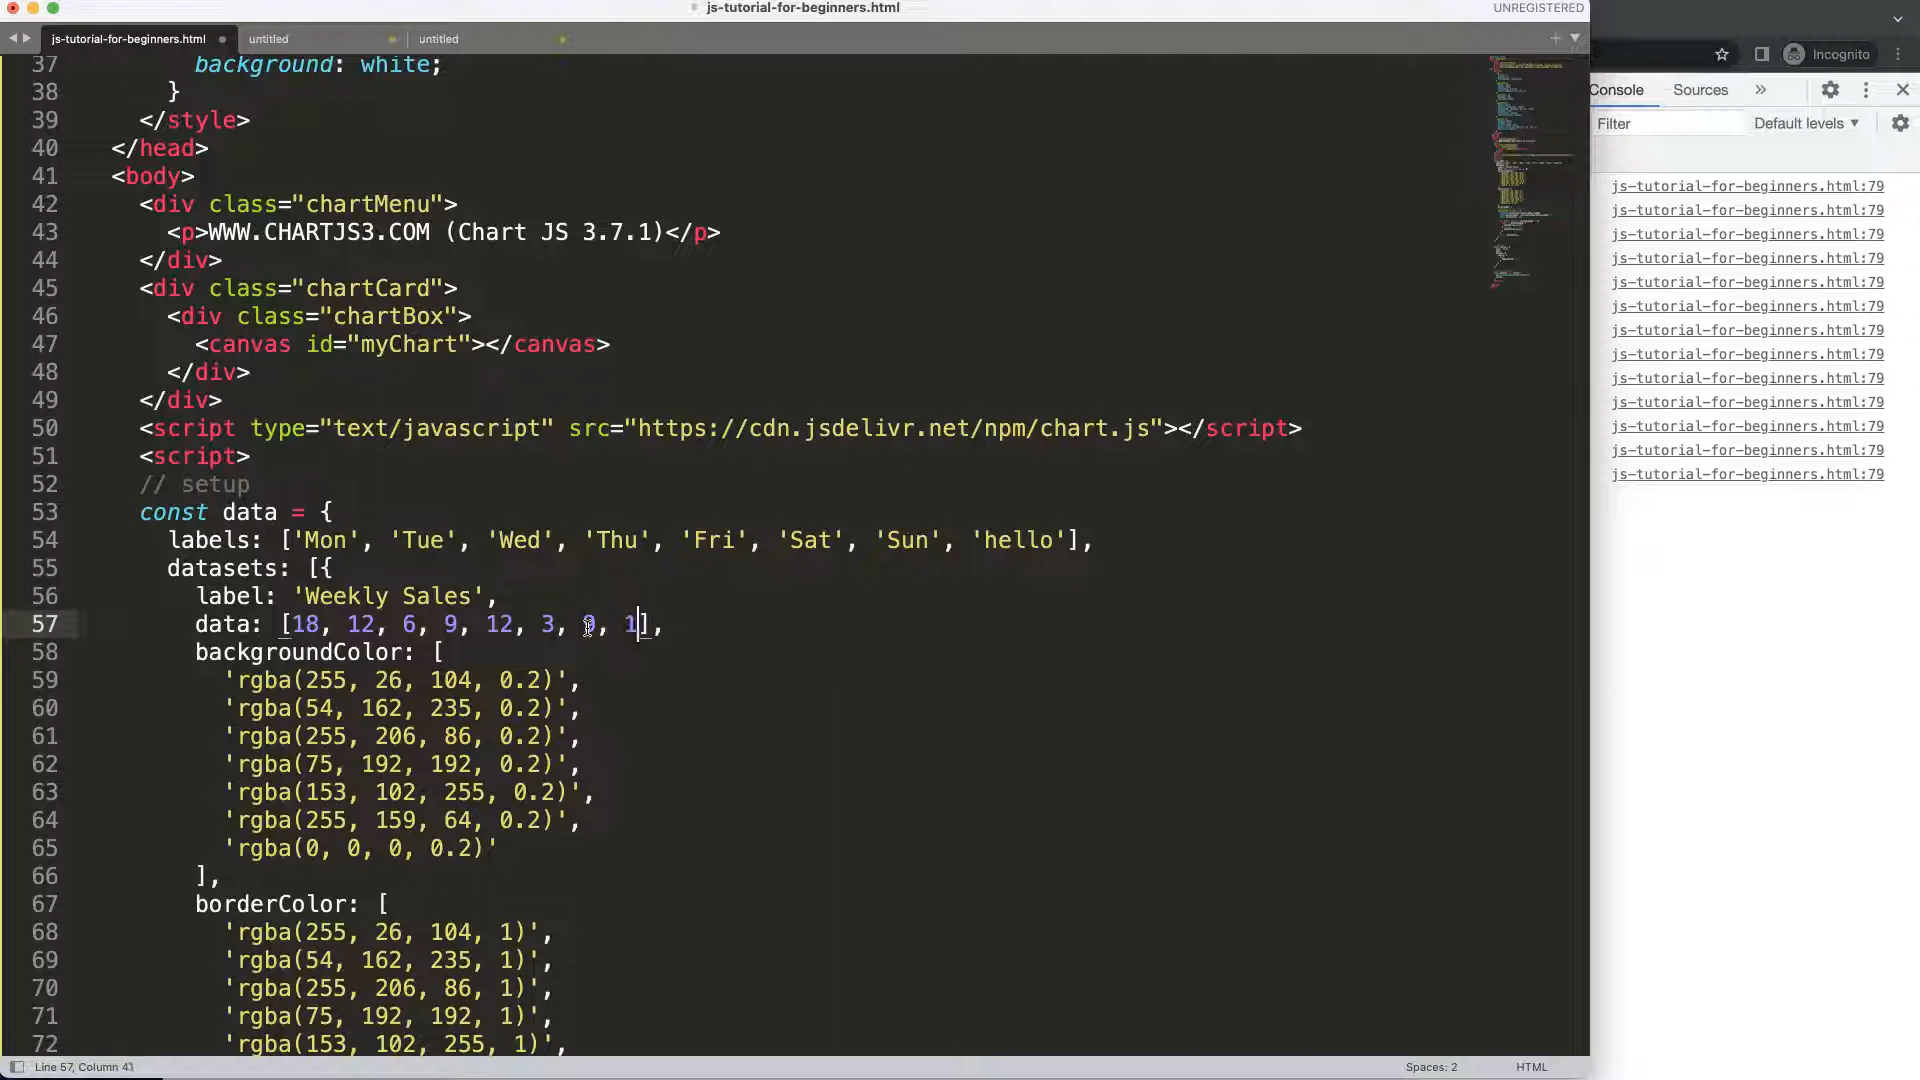 js-tutorial-for-beginners.html
UNREGISTERED
js-tutorial-for-beginners.html
untitled
untitled
37 background: white;
38 }
39 </style>
40 </head>
41 <body>
42 <div class="chartMenu">
43 <p>WWW.CHARTJS3.COM (Chart JS 3.7.1)</p>
44 </div>
45 <div class="chartCard">
46 <div class="chartBox">
47 <canvas id="myChart"></canvas>
48 </div>
49 </div>
50 <script type="text/javascript" src="https://cdn.jsdelivr.net/npm/chart.js"></script>
51 <script>
52 // setup
53 const data = {
54 labels: ['Mon', 'Tue', 'Wed', 'Thu', 'Fri', 'Sat', 'Sun', 'hello'],
55 datasets: [{
56 label: 'Weekly Sales',
57 data: [18, 12, 6, 9, 12, 3, 9, 1],
58 backgroundColor: [
59 'rgba(255, 26, 104, 0.2)',
60 'rgba(54, 162, 235, 0.2)',
61 'rgba(255, 206, 86, 0.2)',
62 'rgba(75, 192, 192, 0.2)',
63 'rgba(153, 102, 255, 0.2)',
64 'rgba(255, 159, 64, 0.2)',
65 'rgba(0, 0, 0, 0.2)'
66 ],
67 borderColor: [
68 'rgba(255, 26, 104, 1)',
69 'rgba(54, 162, 235, 1)',
70 'rgba(255, 206, 86, 1)',
71 'rgba(75, 192, 192, 1)',
72 'rgba(153, 102, 255, 1)',
Line 57, Column 41
Spaces: 2
HTML
Incognito
Console
Sources
Filter
Default levels
js-tutorial-for-beginners.html:79
js-tutorial-for-beginners.html:79
js-tutorial-for-beginners.html:79
js-tutorial-for-beginners.html:79
js-tutorial-for-beginners.html:79
js-tutorial-for-beginners.html:79
js-tutorial-for-beginners.html:79
js-tutorial-for-beginners.html:79
js-tutorial-for-beginners.html:79
js-tutorial-for-beginners.html:79
js-tutorial-for-beginners.html:79
js-tutorial-for-beginners.html:79
js-tutorial-for-beginners.html:79